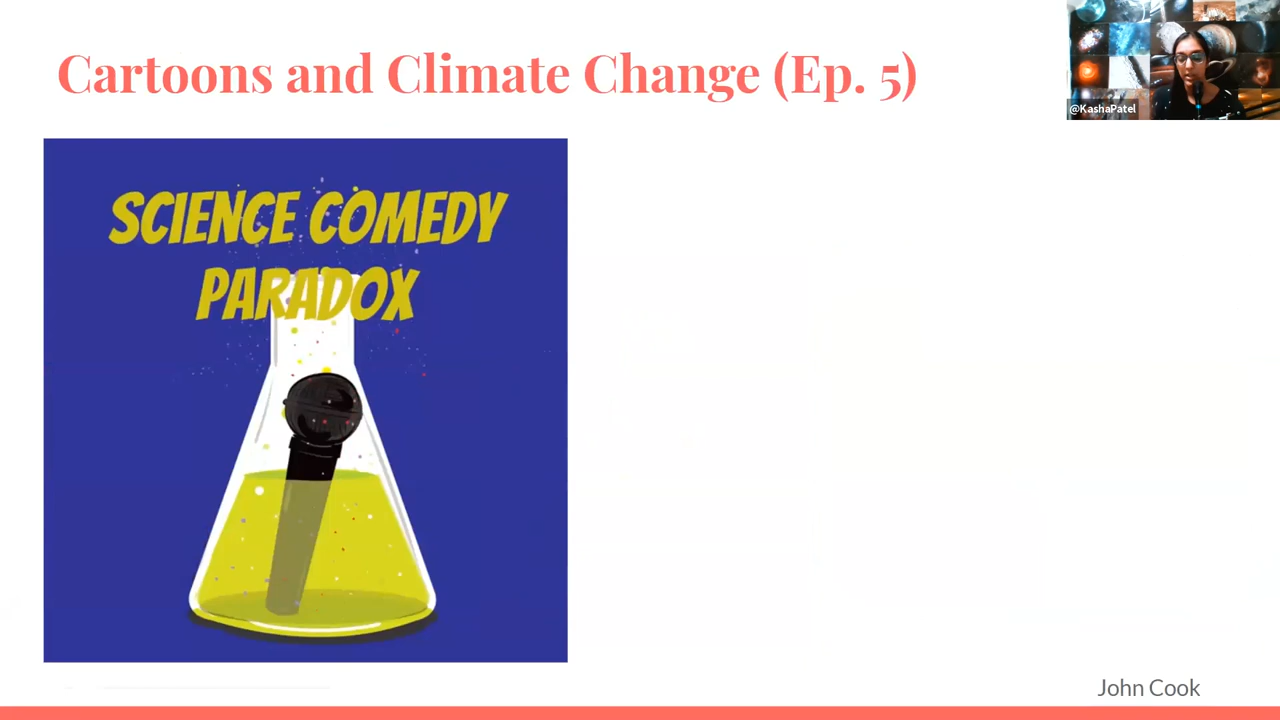 Cartoons and Climate Change (Ep. 5)
@KashaPatel
SCIENCE COMEDY
PARADOX
John Cook